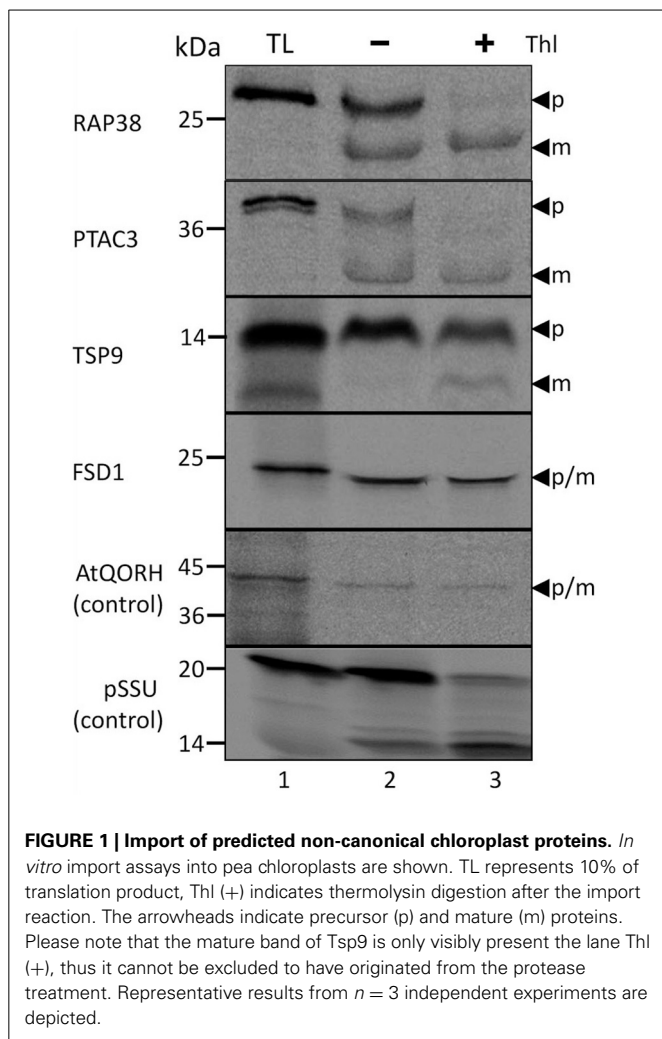 kDa TL – + Thl
RAP38 25 ◄p
◄m
PTAC3 36 ◄p
◄m
TSP9 14 ◄p
◄m
FSD1 25 ◄p/m
AtQORH (control) 45 ◄p/m
36
pSSU (control) 20
14
1 2 3
FIGURE 1 | Import of predicted non-canonical chloroplast proteins. In
vitro import assays into pea chloroplasts are shown. TL represents 10% of
translation product, Thl (+) indicates thermolysin digestion after the import
reaction. The arrowheads indicate precursor (p) and mature (m) proteins.
Please note that the mature band of Tsp9 is only visibly present the lane Thl
(+), thus it cannot be excluded to have originated from the protease
treatment. Representative results from n = 3 independent experiments are
depicted.